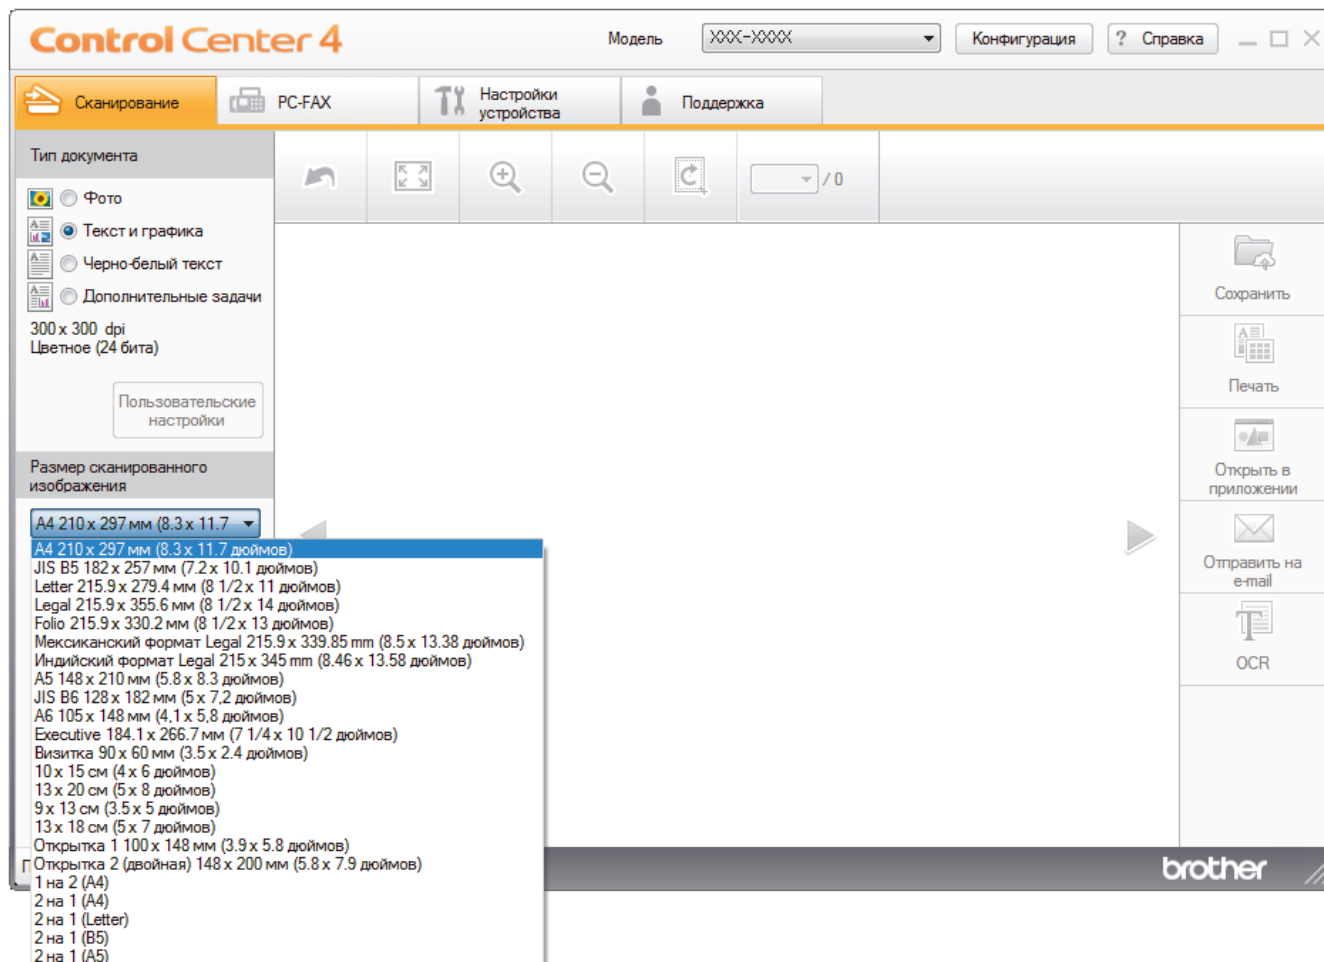 Control Center 4
Модель
XXX-XXXX
Конфигурация
? Справка
Сканирование
PC-FAX
Настройки
устройства
Поддержка
Тип документа
Фото
Текст и графика
Черно-белый текст
Дополнительные задачи
300 x 300 dpi
Цветное (24 бита)
Пользовательские
настройки
/ 0
Размер сканированного
изображения
A4 210 x 297 мм (8.3 x 11.7
A4 210 x 297 мм (8.3 x 11.7 дюймов)
JIS B5 182 x 257 мм (7.2 x 10.1 дюймов)
Letter 215.9 x 279.4 мм (8 1/2 x 11 дюймов)
Legal 215.9 x 355.6 мм (8 1/2 x 14 дюймов)
Folio 215.9 x 330.2 мм (8 1/2 x 13 дюймов)
Мексиканский формат Legal 215.9 x 339.85 mm (8.5 x 13.38 дюймов)
Индийский формат Legal 215 x 345 mm (8.46 x 13.58 дюймов)
A5 148 x 210 мм (5.8 x 8.3 дюймов)
JIS B6 128 x 182 мм (5 x 7,2 дюймов)
A6 105 x 148 мм (4,1 x 5,8 дюймов)
Executive 184.1 x 266.7 мм (7 1/4 x 10 1/2 дюймов)
Визитка 90 x 60 мм (3.5 x 2.4 дюймов)
10 x 15 см (4 x 6 дюймов)
13 x 20 см (5 x 8 дюймов)
9 x 13 см (3.5 x 5 дюймов)
13 x 18 см (5 x 7 дюймов)
Открытка 1 100 x 148 мм (3.9 x 5.8 дюймов)
Открытка 2 (двойная) 148 x 200 мм (5.8 x 7.9 дюймов)
1 на 2 (A4)
2 на 1 (A4)
2 на 1 (Letter)
2 на 1 (B5)
2 на 1 (A5)
Сохранить
Печать
Открыть в
приложении
Отправить на
e-mail
OCR
brother